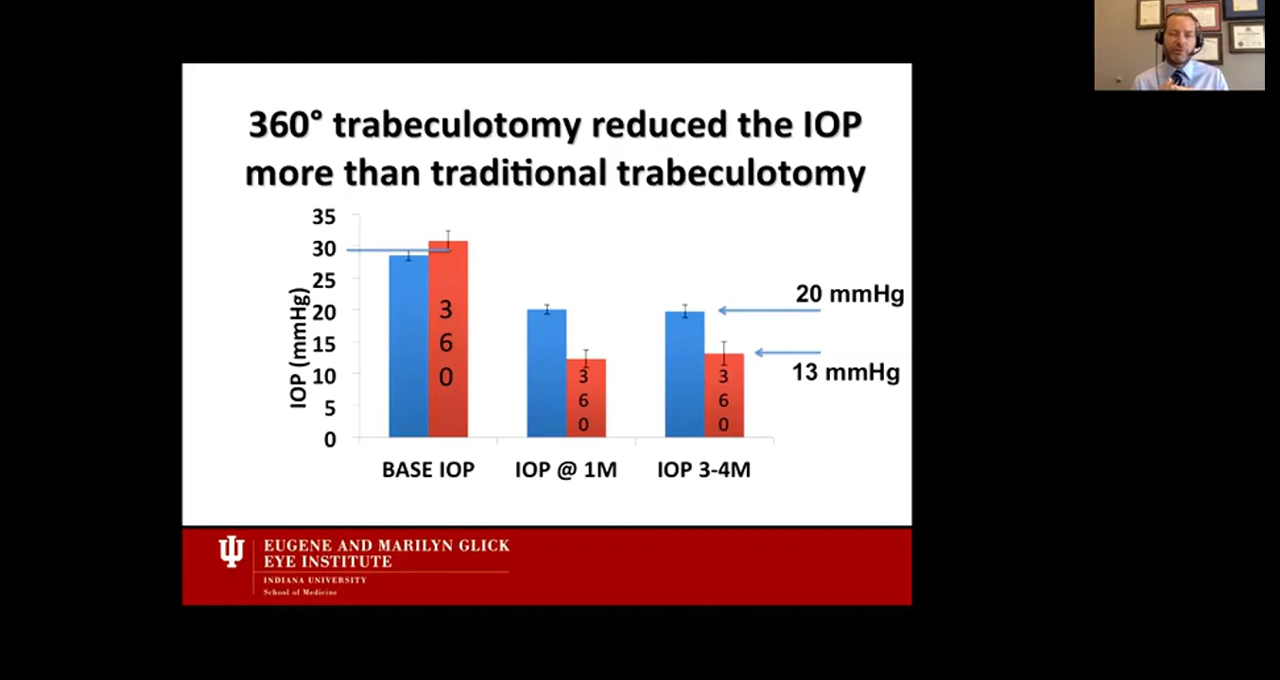 360° trabeculotomy reduced the IOP
more than traditional trabeculotomy
35
30
25
20
15
10
5
0
IOP (mmHg)
3
6
0
3
6
0
3
6
0
20 mmHg
13 mmHg
BASE IOP
IOP @ 1M
IOP 3-4M
EUGENE AND MARILYN GLICK
EYE INSTITUTE
INDIANA UNIVERSITY
School of Medicine